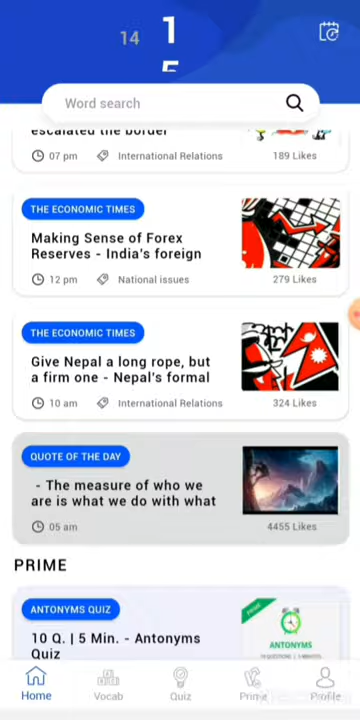 14
1
5
Word search
escalated the border
07 pm
International Relations
189 Likes
THE ECONOMIC TIMES
Making Sense of Forex
Reserves - India's foreign
12 pm
National issues
279 Likes
THE ECONOMIC TIMES
Give Nepal a long rope, but
a firm one - Nepal's formal
10 am
International Relations
324 Likes
QUOTE OF THE DAY
- The measure of who we
are is what we do with what
05 am
4455 Likes
PRIME
ANTONYMS QUIZ
10 Q. | 5 Min. - Antonyms
Quiz
PRIME
ANTONYMS
Home
Vocab
Quiz
Prime
Profile